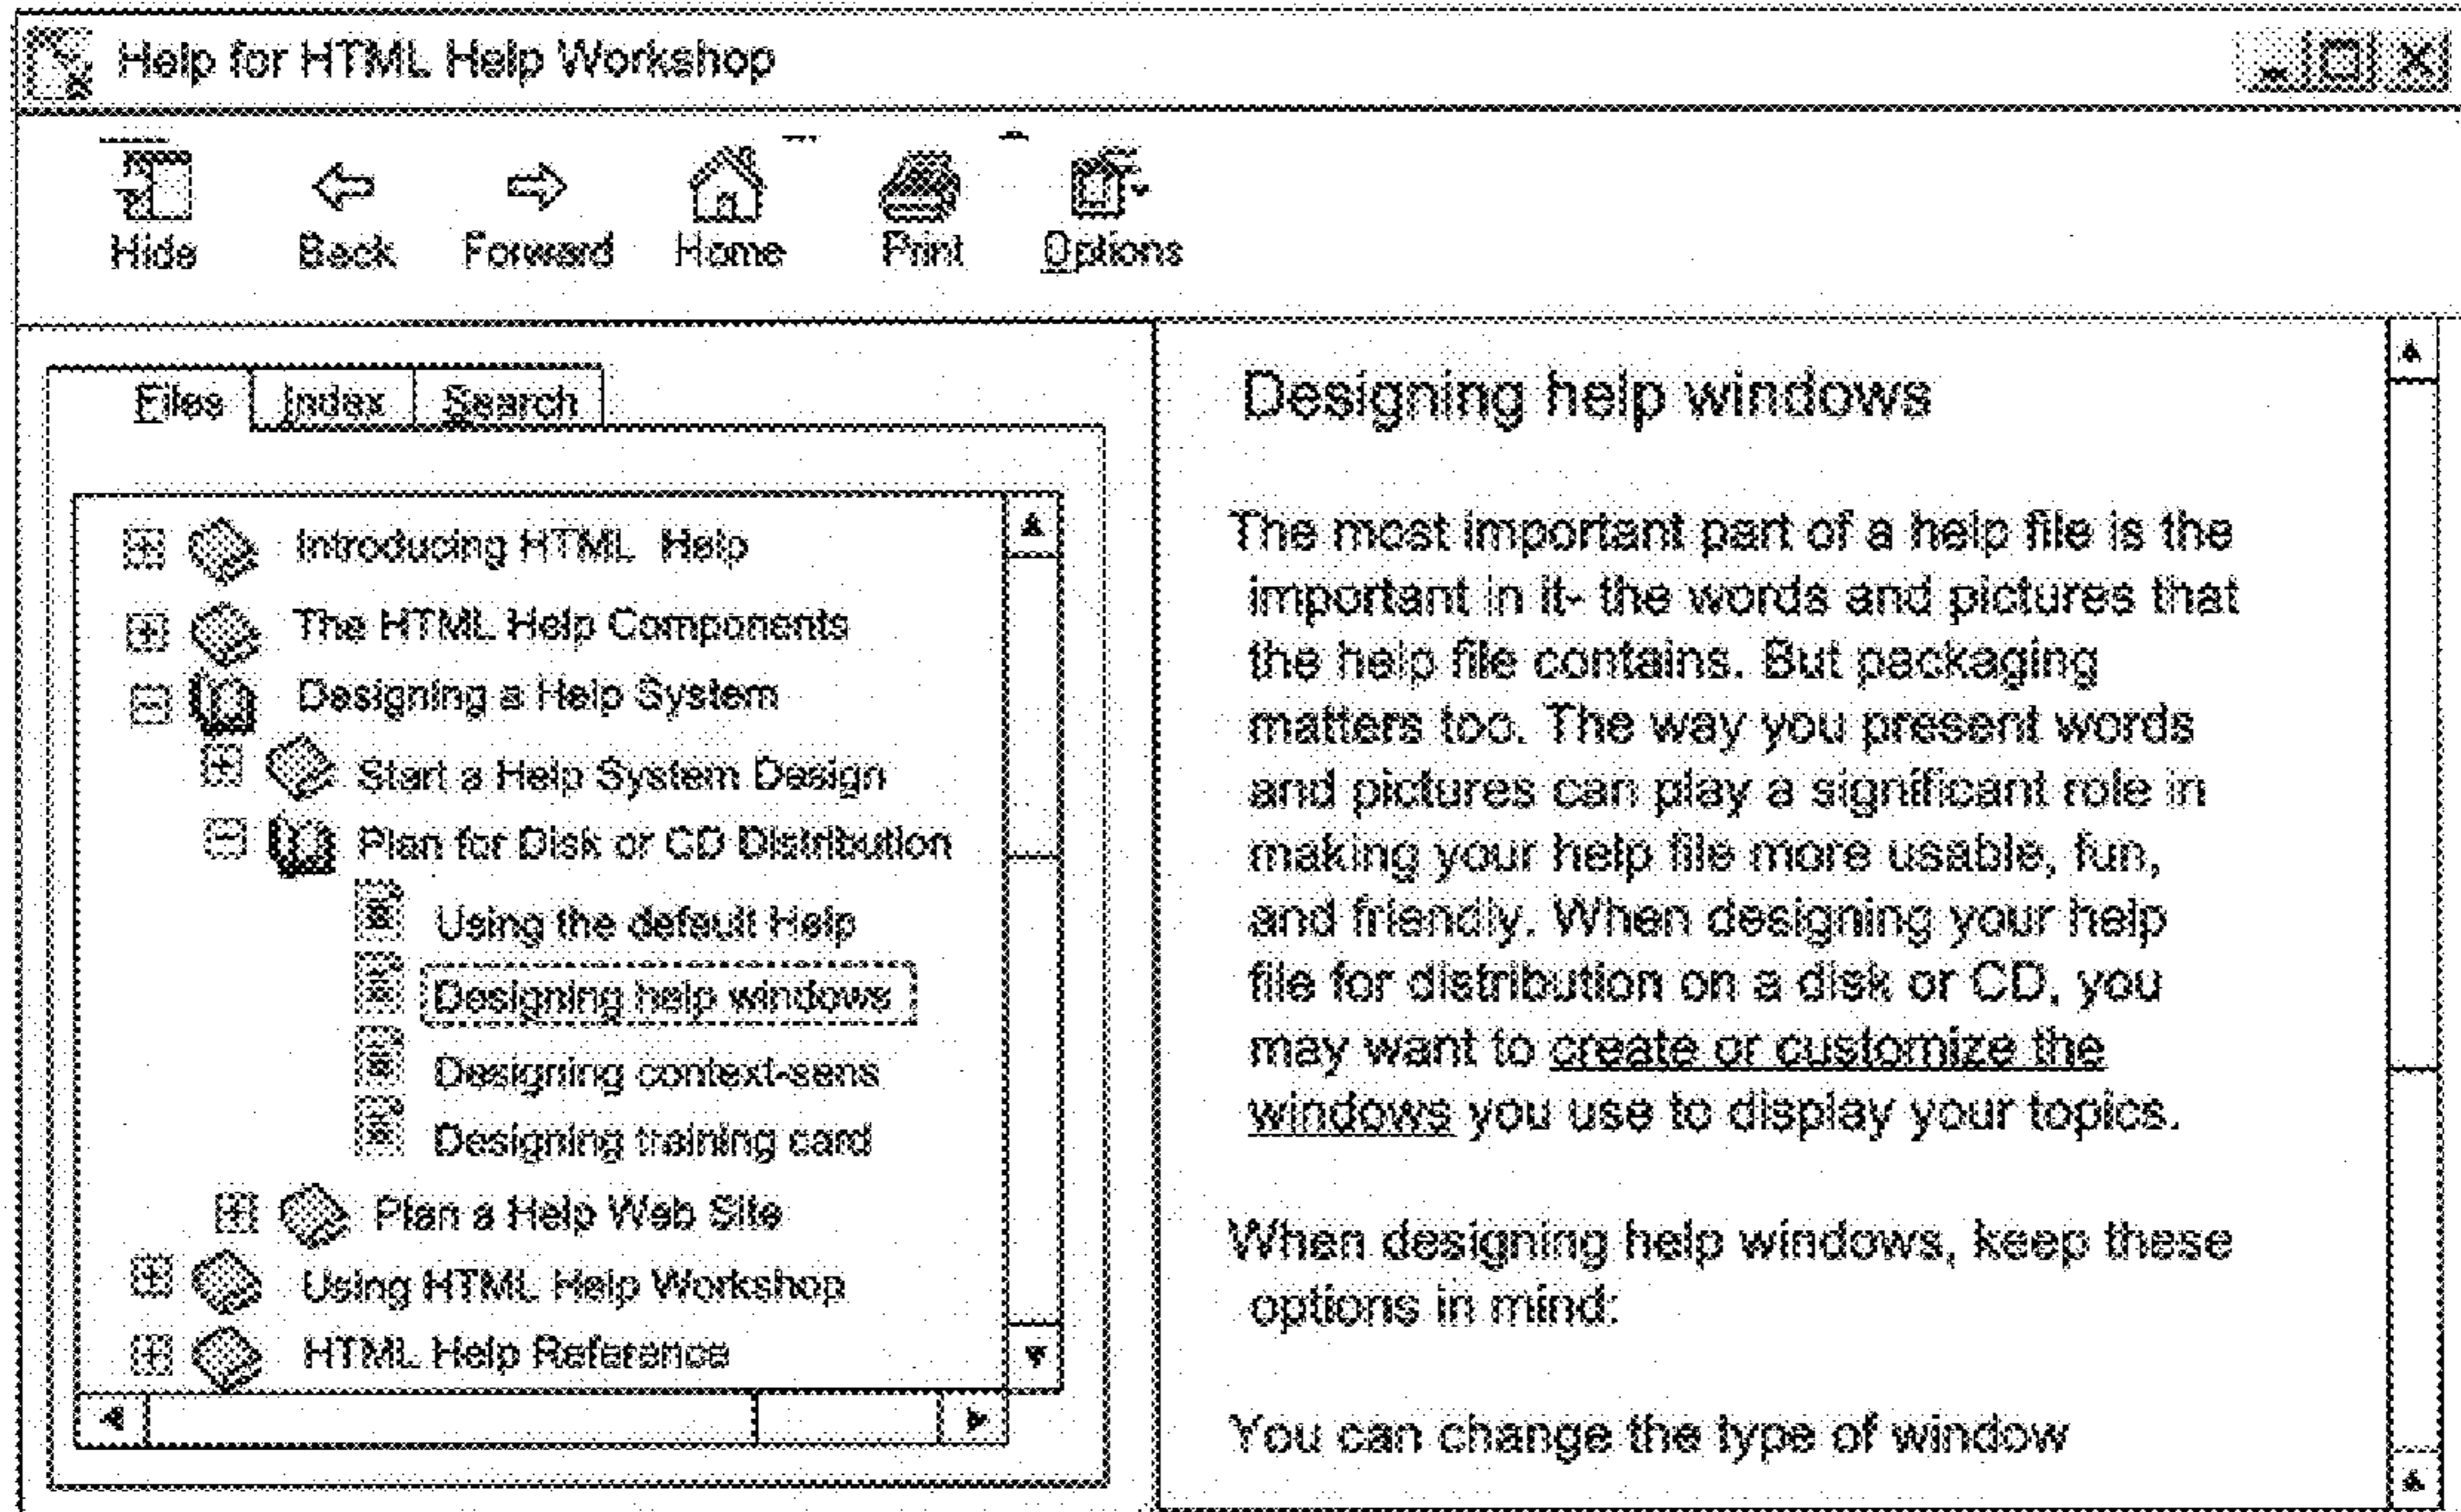 Help for HTML Help Workshop
Hide Back Forward Home Print Options
Files Index Search
Introducing HTML Help
The HTML Help Components
Designing a Help System
Start a Help System Design
Plan for Disk or CD Distribution
Using the default Help
Designing help windows
Designing context-sens
Designing training card
Plan a Help Web Site
Using HTML Help Workshop
HTML Help Reference
Designing help windows
The most important part of a help file is the
important in it- the words and pictures that
the help file contains. But packaging
matters too. The way you present words
and pictures can play a significant role in
making your help file more usable, fun,
and friendly. When designing your help
file for distribution on a disk or CD, you
may want to create or customize the
windows you use to display your topics.
When designing help windows, keep these
options in mind:
You can change the type of window